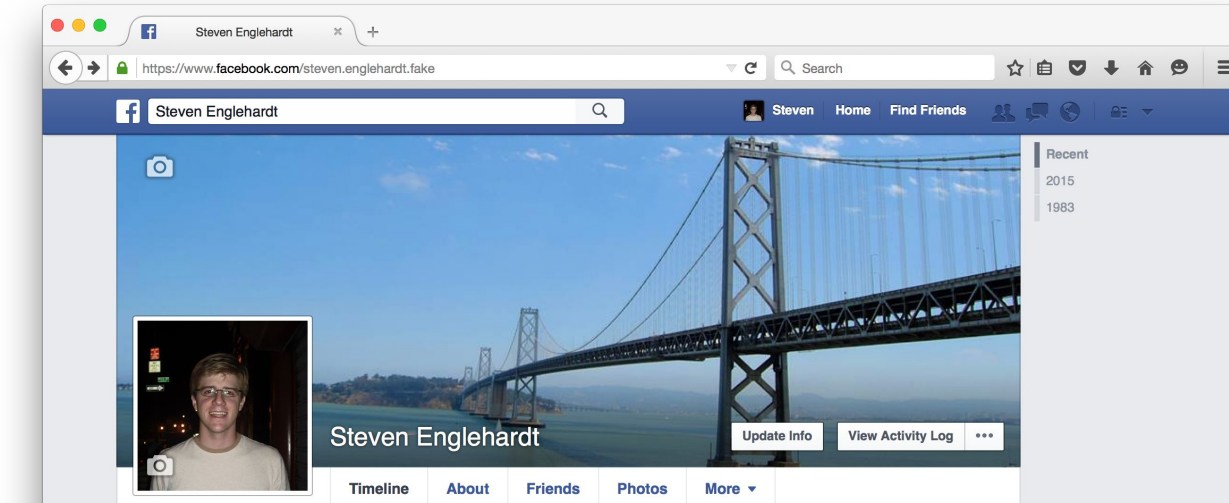 Steven Englehardt
https://www.facebook.com/steven.englehardt.fake
Search
Steven Englehardt
Steven Home Find Friends
Recent
2015
1983
Steven Englehardt
Update Info View Activity Log
Timeline About Friends Photos More